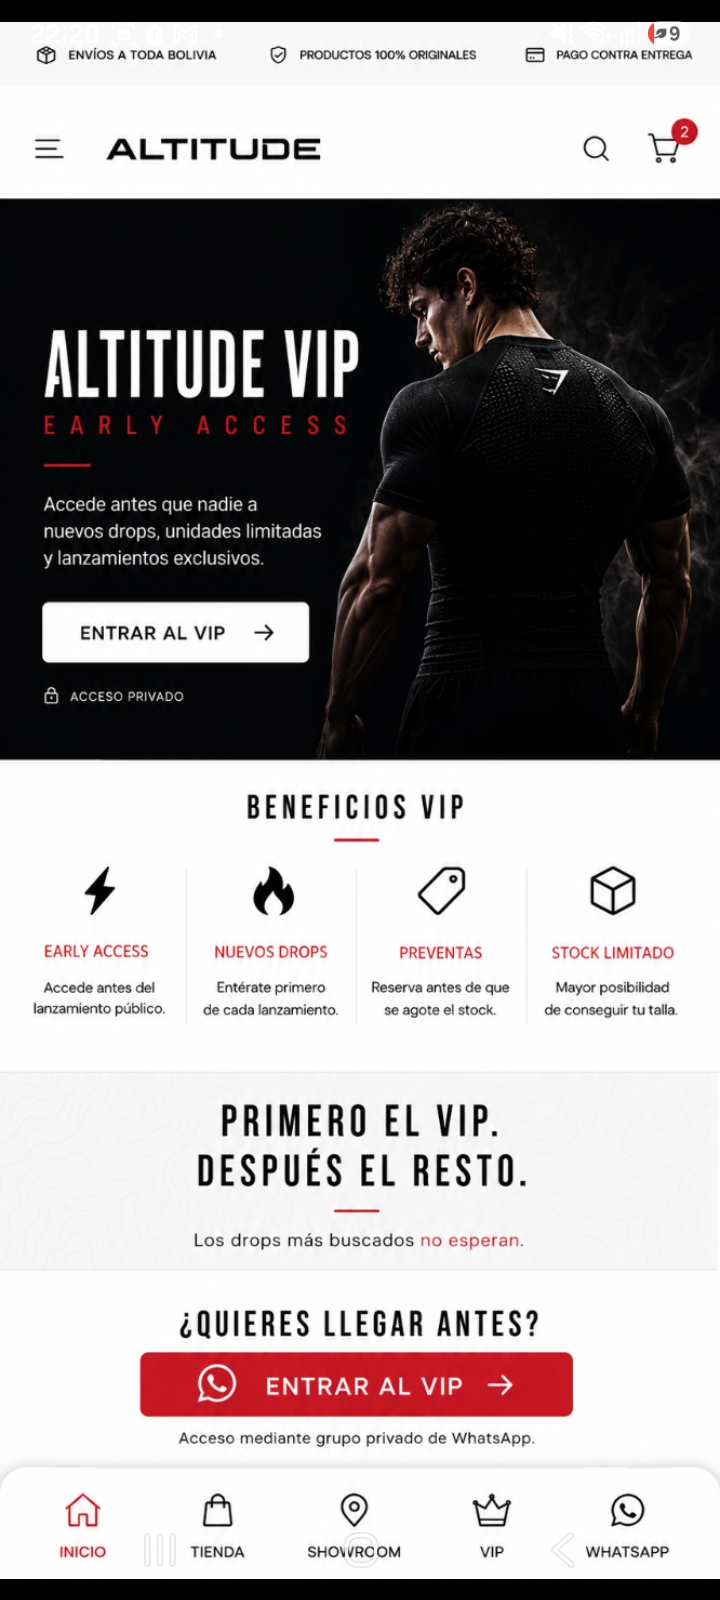 22:20
9
ENVÍOS A TODA BOLIVIA
PRODUCTOS 100% ORIGINALES
PAGO CONTRA ENTREGA
ALTITUDE
2
ALTITUDE VIP
EARLY ACCESS
Accede antes que nadie a
nuevos drops, unidades limitadas
y lanzamientos exclusivos.
ENTRAR AL VIP
ACCESO PRIVADO
BENEFICIOS VIP
EARLY ACCESS
Accede antes del
lanzamiento público.
NUEVOS DROPS
Entérate primero
de cada lanzamiento.
PREVENTAS
Reserva antes de que
se agote el stock.
STOCK LIMITADO
Mayor posibilidad
de conseguir tu talla.
PRIMERO EL VIP.
DESPUÉS EL RESTO.
Los drops más buscados no esperan.
¿QUIERES LLEGAR ANTES?
ENTRAR AL VIP
Acceso mediante grupo privado de WhatsApp.
INICIO
TIENDA
SHOWROOM
VIP
WHATSAPP